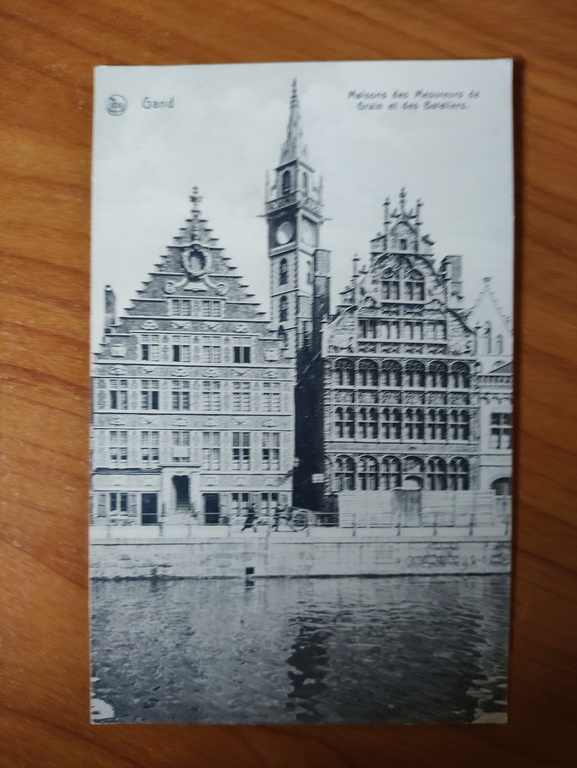 Gand
Maisons des Mesureurs de
Grain et des Bateliers.